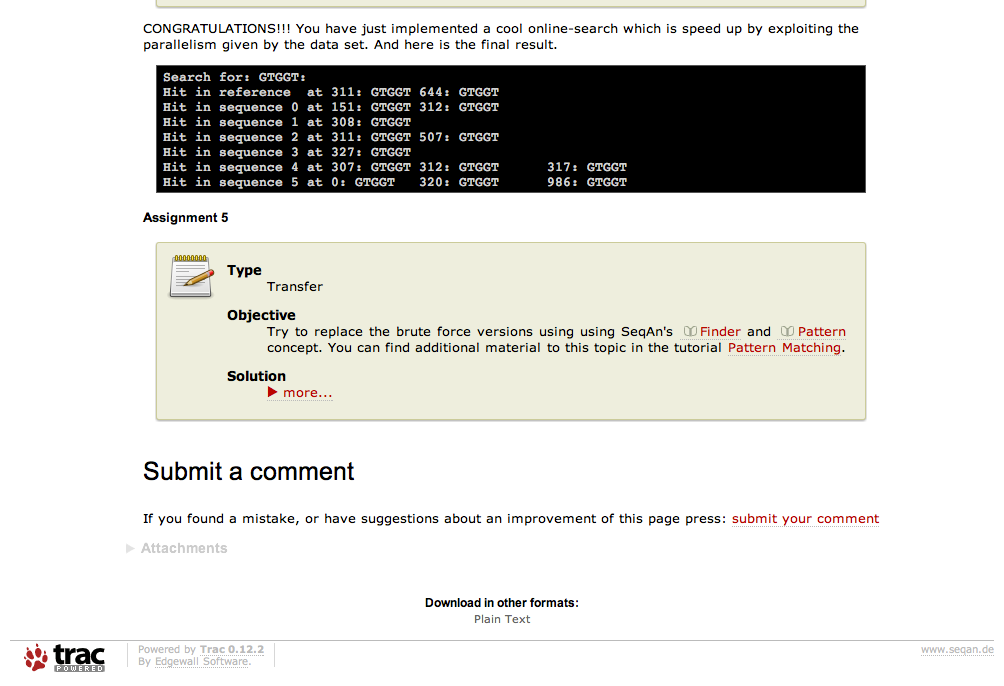 CONGRATULATIONS!!! You have just implemented a cool online-search which is speed up by exploiting the
parallelism given by the data set. And here is the final result.
Search for: GTGGT:
Hit in reference  at 311: GTGGT 644: GTGGT
Hit in sequence 0 at 151: GTGGT 312: GTGGT
Hit in sequence 1 at 308: GTGGT
Hit in sequence 2 at 311: GTGGT 507: GTGGT
Hit in sequence 3 at 327: GTGGT
Hit in sequence 4 at 307: GTGGT 312: GTGGT      317: GTGGT
Hit in sequence 5 at 0: GTGGT   320: GTGGT      986: GTGGT
Assignment 5
Type
Transfer
Objective
Try to replace the brute force versions using using SeqAn's Finder and Pattern
concept. You can find additional material to this topic in the tutorial Pattern Matching.
Solution
more...
Submit a comment
If you found a mistake, or have suggestions about an improvement of this page press: submit your comment
Attachments
Download in other formats:
Plain Text
trac
POWERED
Powered by Trac 0.12.2
By Edgewall Software.
www.seqan.de